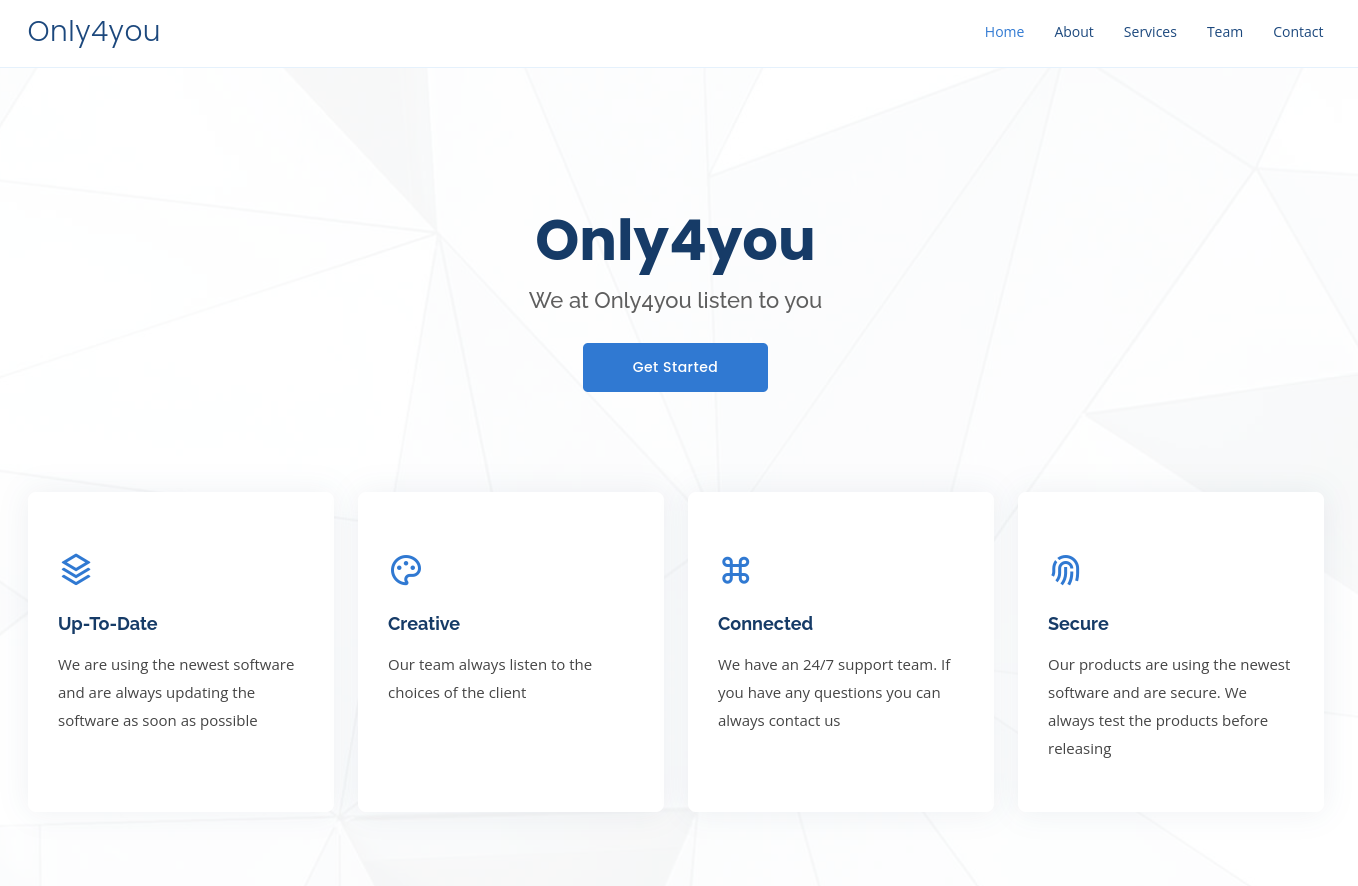 Only4you
Home About Services Team Contact
Only4you
We at Only4you listen to you
Get Started
Up-To-Date
We are using the newest software
and are always updating the
software as soon as possible
Creative
Our team always listen to the
choices of the client
Connected
We have an 24/7 support team. If
you have any questions you can
always contact us
Secure
Our products are using the newest
software and are secure. We
always test the products before
releasing